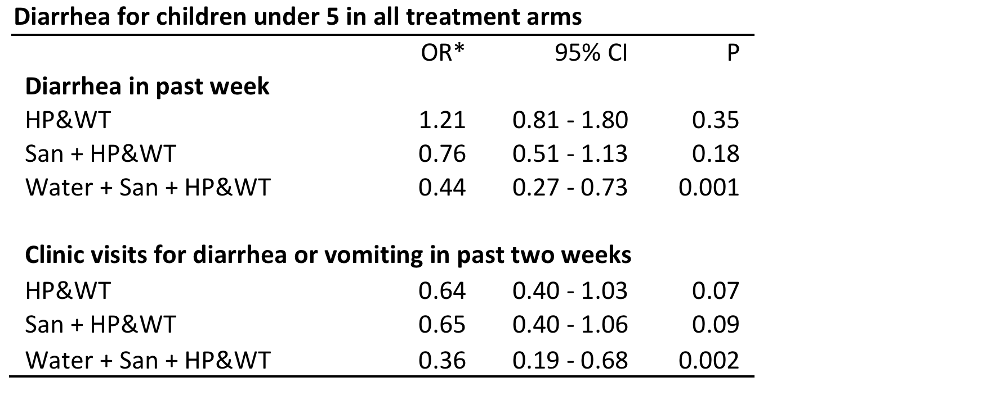 Diarrhea for children under 5 in all treatment arms
OR* 95% CI P
Diarrhea in past week
HP&WT 1.21 0.81 - 1.80 0.35
San + HP&WT 0.76 0.51 - 1.13 0.18
Water + San + HP&WT 0.44 0.27 - 0.73 0.001
Clinic visits for diarrhea or vomiting in past two weeks
HP&WT 0.64 0.40 - 1.03 0.07
San + HP&WT 0.65 0.40 - 1.06 0.09
Water + San + HP&WT 0.36 0.19 - 0.68 0.002